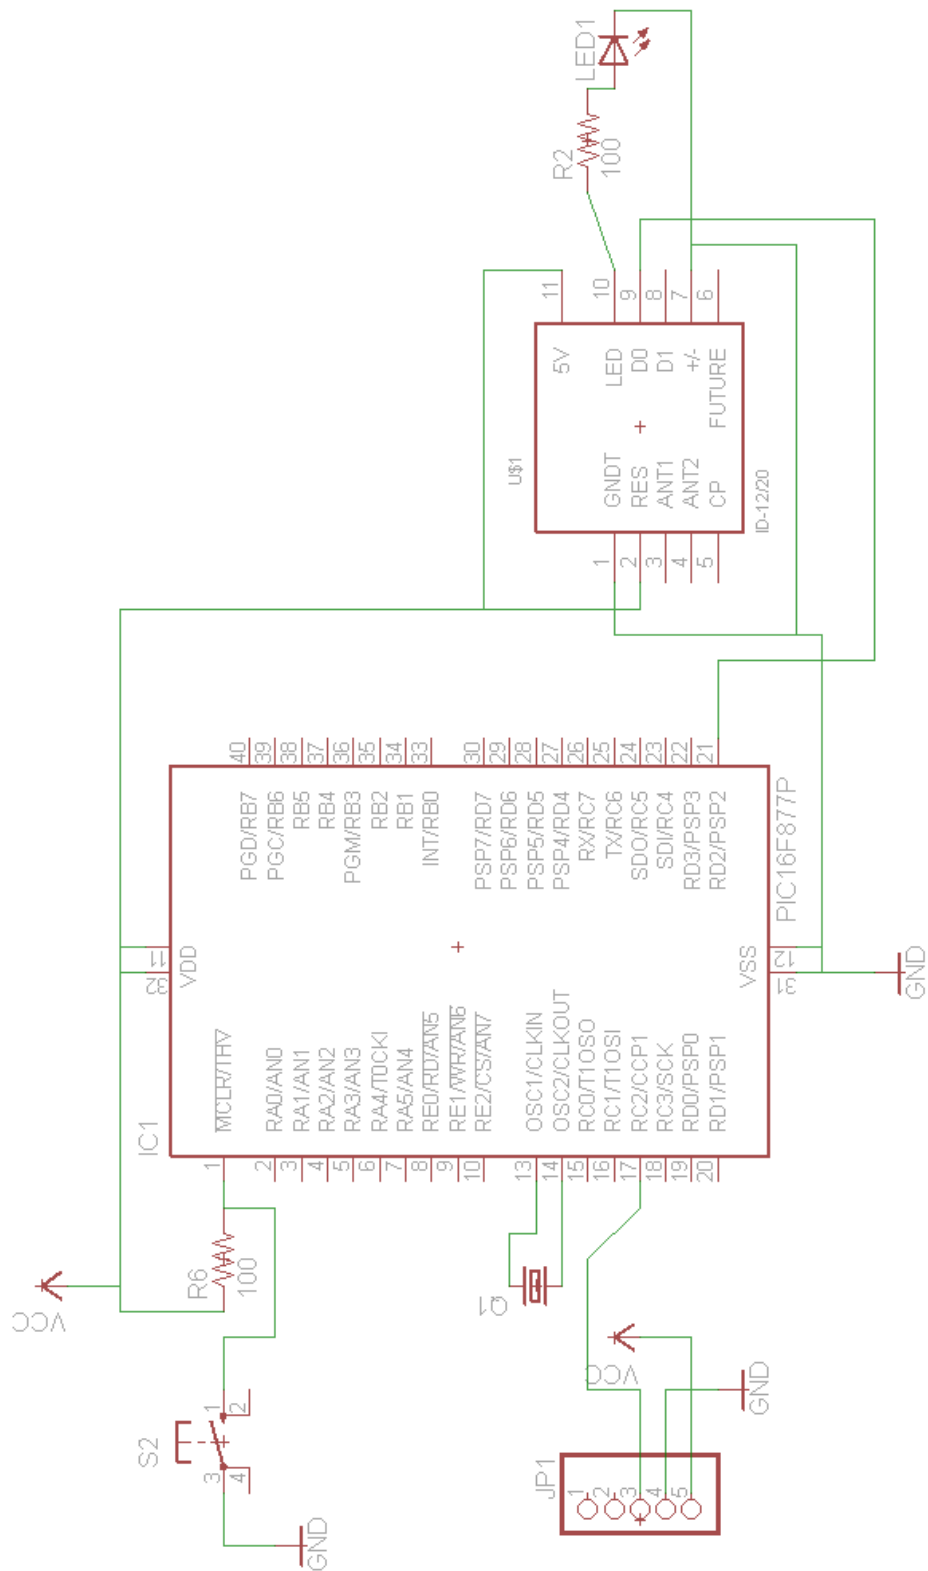 LED1
R2
100
11
10
9
8
7
6
5V
LED
D0
D1
+/-
FUTURE
U$1
GNDT
RES
ANT1
ANT2
CP
ID-12/20
1
2
3
4
5
40
39
38
37
36
35
34
33
30
29
28
27
26
25
24
23
22
21
PGD/RB7
PGC/RB6
RB5
RB4
PGM/RB3
RB2
RB1
INT/RB0
PSP7/RD7
PSP6/RD6
PSP5/RD5
PSP4/RD4
RX/RC7
TX/RC6
SDO/RC5
SDI/RC4
RD3/PSP3
RD2/PSP2
PIC16F877P
11
32
VDD
VSS
12
31
GND
IC1
MCLR/THV
RA0/AN0
RA1/AN1
RA2/AN2
RA3/AN3
RA4/T0CKI
RA5/AN4
RE0/RD/AN5
RE1/WR/AN6
RE2/CS/AN7
OSC1/CLKIN
OSC2/CLKOUT
RC0/T1OSO
RC1/T1OSI
RC2/CCP1
RC3/SCK
RD0/PSP0
RD1/PSP1
1
2
3
4
5
6
7
8
9
10
13
14
15
16
17
18
19
20
R6
100
VCC
Q1
VCC
GND
S2
1
2
3
4
GND
JP1
1
2
3
4
5